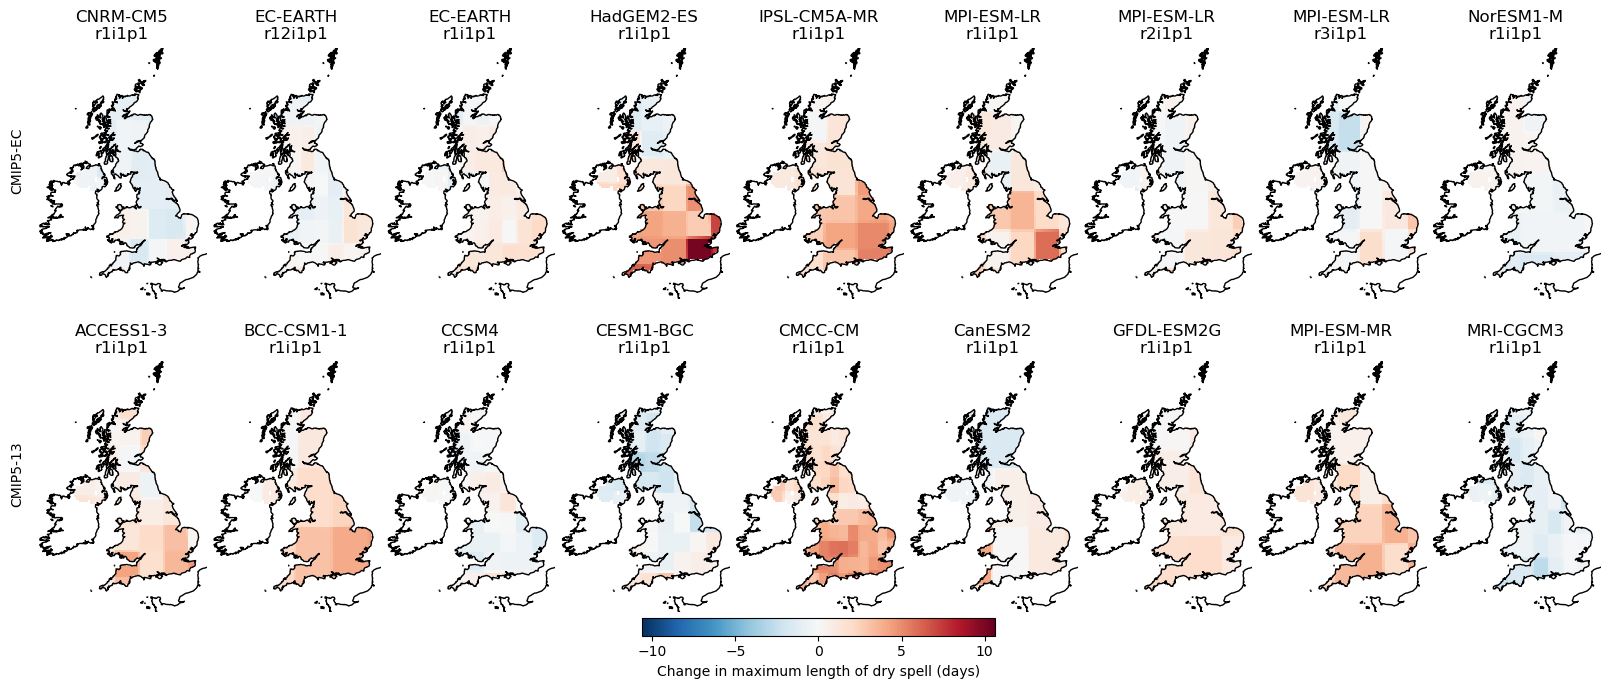 CNRM-CM5
r1i1p1
EC-EARTH
r12i1p1
EC-EARTH
r1i1p1
HadGEM2-ES
r1i1p1
IPSL-CM5A-MR
r1i1p1
MPI-ESM-LR
r1i1p1
MPI-ESM-LR
r2i1p1
MPI-ESM-LR
r3i1p1
NorESM1-M
r1i1p1
CMIP5-EC
ACCESS1-3
r1i1p1
BCC-CSM1-1
r1i1p1
CCSM4
r1i1p1
CESM1-BGC
r1i1p1
CMCC-CM
r1i1p1
CanESM2
r1i1p1
GFDL-ESM2G
r1i1p1
MPI-ESM-MR
r1i1p1
MRI-CGCM3
r1i1p1
CMIP5-13
−10 −5 0 5 10
Change in maximum length of dry spell (days)